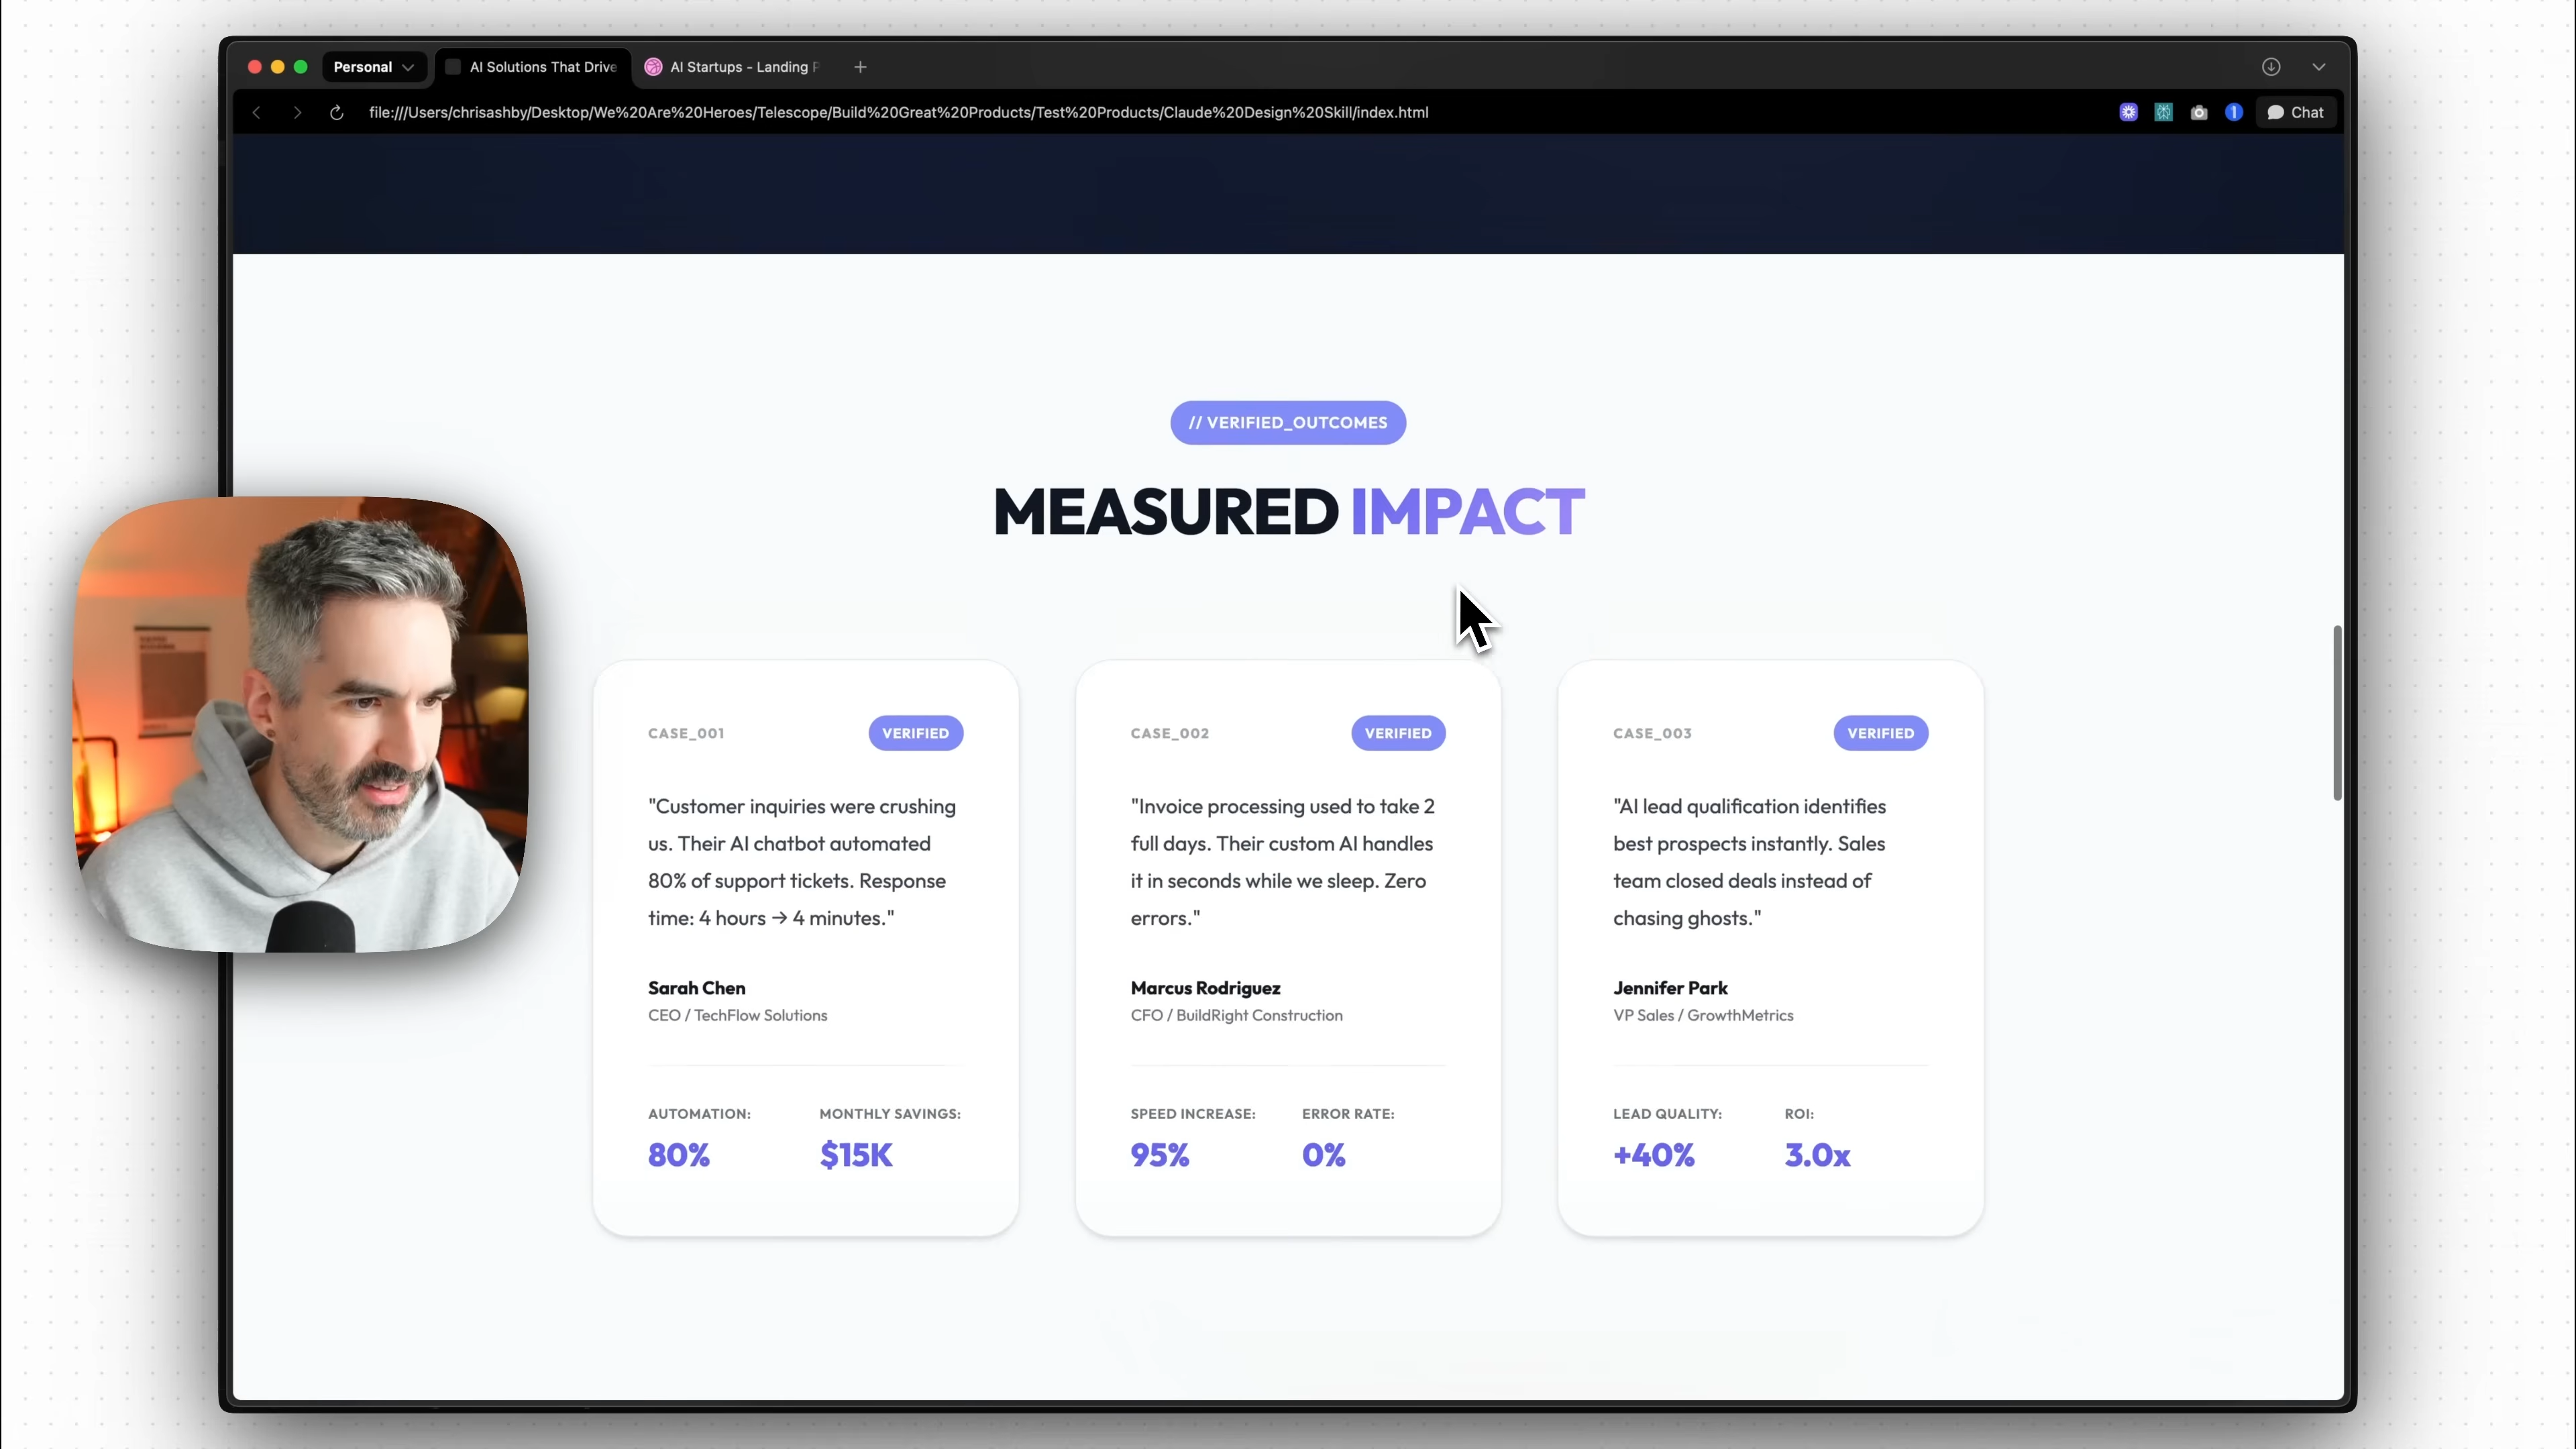 Personal
AI Solutions That Drive
AI Startups - Landing
file:///Users/chrisashby/Desktop/We%20Are%20Heroes/Telescope/Build%20Great%20Products/Test%20Products/Claude%20Design%20Skill/index.html
1
Chat
// VERIFIED_OUTCOMES
MEASURED IMPACT
CASE_001
VERIFIED
"Customer inquiries were crushing
us. Their AI chatbot automated
80% of support tickets. Response
time: 4 hours → 4 minutes."
Sarah Chen
CEO / TechFlow Solutions
AUTOMATION:
80%
MONTHLY SAVINGS:
$15K
CASE_002
VERIFIED
"Invoice processing used to take 2
full days. Their custom AI handles
it in seconds while we sleep. Zero
errors."
Marcus Rodriguez
CFO / BuildRight Construction
SPEED INCREASE:
95%
ERROR RATE:
0%
CASE_003
VERIFIED
"AI lead qualification identifies
best prospects instantly. Sales
team closed deals instead of
chasing ghosts."
Jennifer Park
VP Sales / GrowthMetrics
LEAD QUALITY:
+40%
ROI:
3.0x